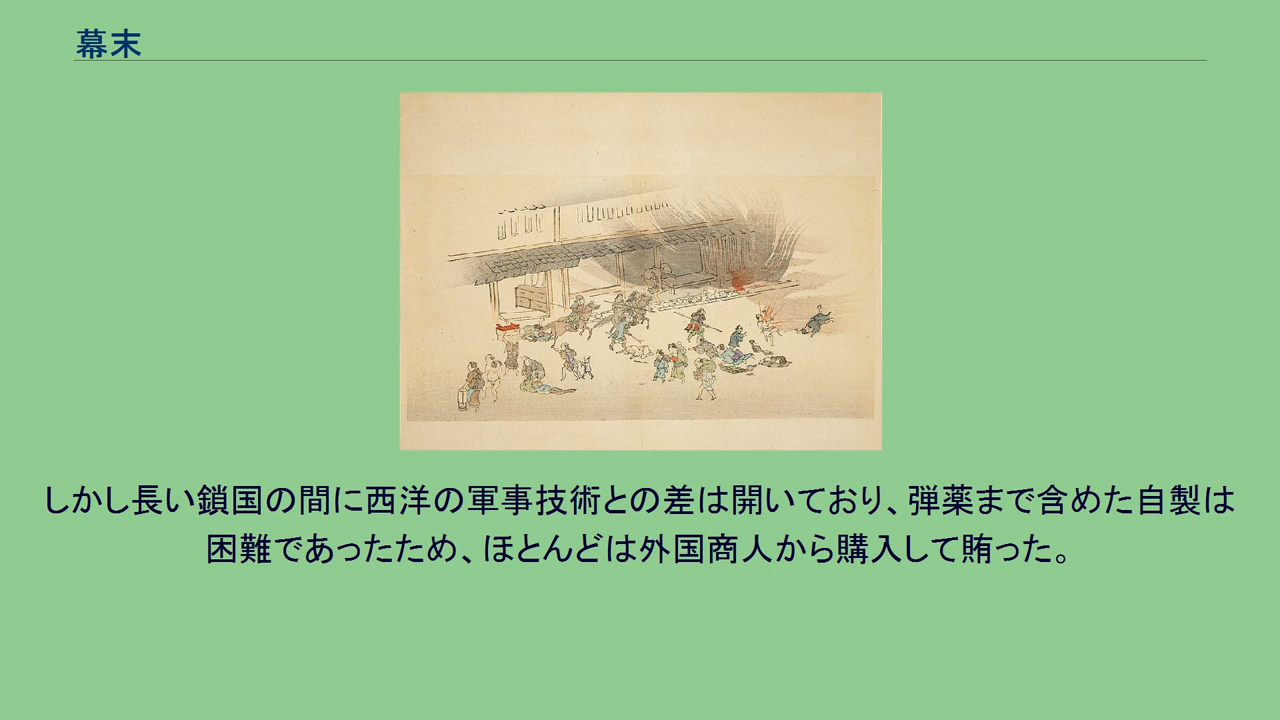 幕末
しかし長い鎖国の間に西洋の軍事技術との差は開いており、弾薬まで含めた自製は
困難であったため、ほとんどは外国商人から購入して賄った。